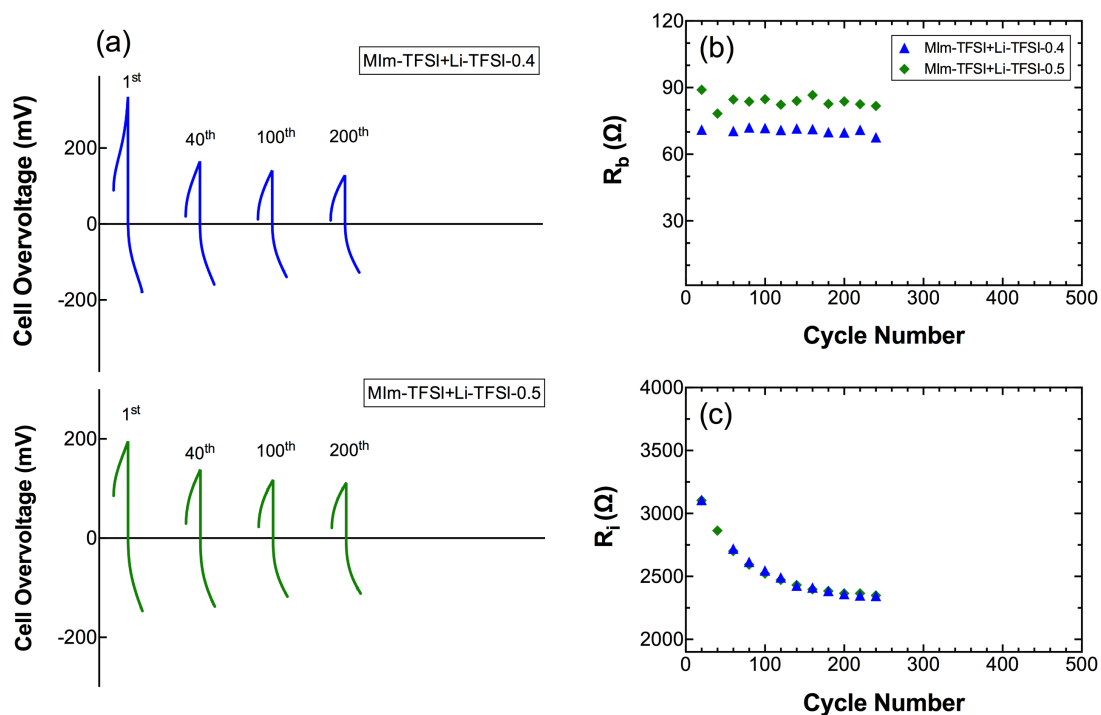 (a)
MIm-TFSI+Li-TFSI-0.4
1st
40th
100th
200th
200
0
-200
Cell Overvoltage (mV)
MIm-TFSI+Li-TFSI-0.5
1st
40th
100th
200th
200
0
-200
Cell Overvoltage (mV)
(b)
MIm-TFSI+Li-TFSI-0.4
MIm-TFSI+Li-TFSI-0.5
120
90
60
30
Rb (Ω)
0 100 200 300 400 500
Cycle Number
(c)
4000
3500
3000
2500
2000
Ri (Ω)
0 100 200 300 400 500
Cycle Number